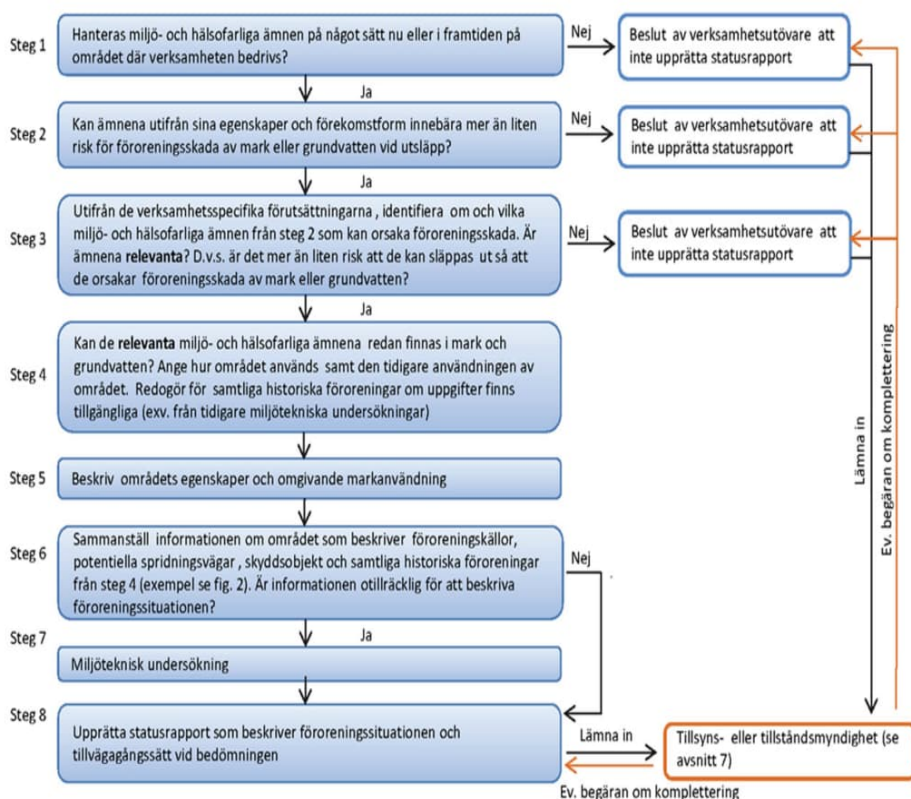 Steg 1
Hanteras miljö- och hälsofarliga ämnen på något sätt nu eller i framtiden på
området där verksamheten bedrivs?
Nej
Beslut av verksamhetsutövare att
inte upprätta statusrapport
Ja
Steg 2
Kan ämnena utifrån sina egenskaper och förekomstform innebära mer än liten
risk för föroreningsskada av mark eller grundvatten vid utsläpp?
Nej
Beslut av verksamhetsutövare att
inte upprätta statusrapport
Ja
Steg 3
Utifrån de verksamhetsspecifika förutsättningarna , identifiera om och vilka
miljö- och hälsofarliga ämnen från steg 2 som kan orsaka föroreningsskada. Är
ämnena relevanta? D.v.s. är det mer än liten risk att de kan släppas ut så att
de orsakar föroreningsskada av mark eller grundvatten?
Nej
Beslut av verksamhetsutövare att
inte upprätta statusrapport
Ja
Steg 4
Kan de relevanta miljö- och hälsofarliga ämnena redan finnas i mark och
grundvatten? Ange hur området används samt den tidigare användningen av
området. Redogör för samtliga historiska föroreningar om uppgifter finns
tillgängliga (exv. från tidigare miljötekniska undersökningar)
Steg 5
Beskriv områdets egenskaper och omgivande markanvändning
Steg 6
Sammanställ informationen om området som beskriver föroreningskällor,
potentiella spridningsvägar , skyddsobjekt och samtliga historiska föroreningar
från steg 4 (exempel se fig. 2). Är informationen otillräcklig för att beskriva
föroreningssituationen?
Nej
Ja
Steg 7
Miljöteknisk undersökning
Steg 8
Upprätta statusrapport som beskriver föroreningssituationen och
tillvägagångssätt vid bedömningen
Lämna in
Ev. begäran om komplettering
Tillsyns- eller tillståndsmyndighet (se
avsnitt 7)
Lämna in
Ev. begäran om komplettering